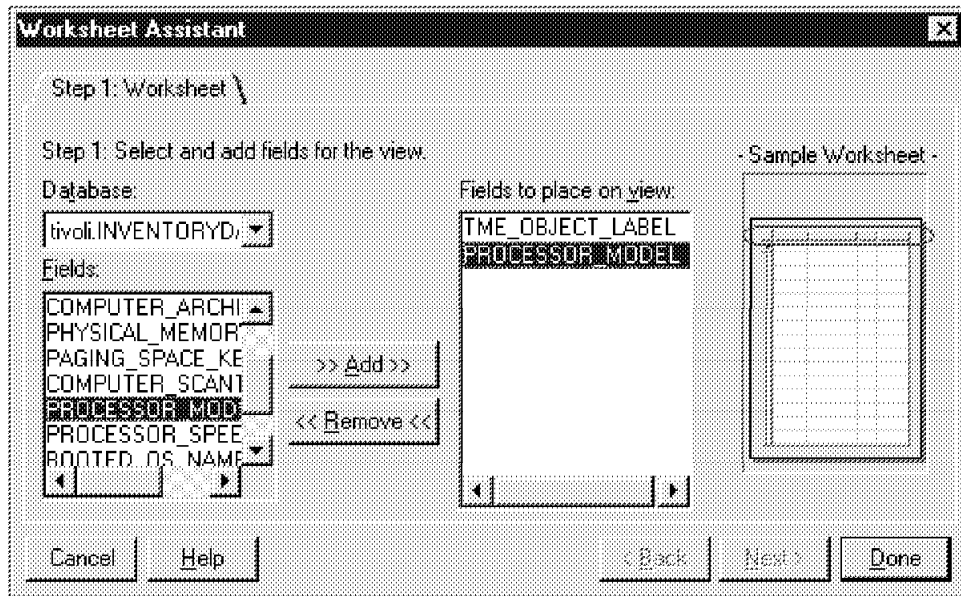 Worksheet Assistant
Step 1: Worksheet
Step 1: Select and add fields for the view.
Database:
tivoli.INVENTORYDA
Fields:
COMPUTER_ARCHI
PHYSICAL_MEMOR
PAGING_SPACE_KE
COMPUTER_SCANT
PROCESSOR_MOD
PROCESSOR_SPEE
BOOTED_OS_NAME
>> Add >>
<< Remove <<
Fields to place on view:
TME_OBJECT_LABEL
PROCESSOR_MODEL
- Sample Worksheet -
Cancel
Help
< Back
Next >
Done